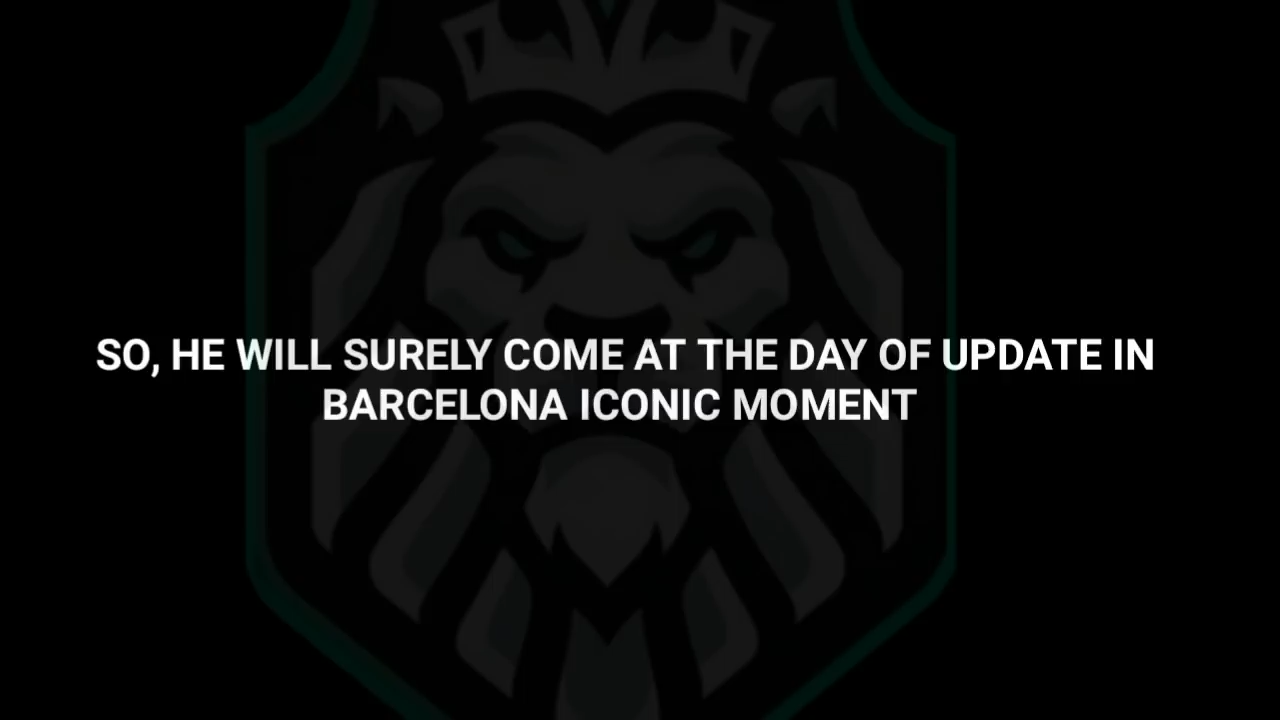 SO, HE WILL SURELY COME AT THE DAY OF UPDATE IN
BARCELONA ICONIC MOMENT